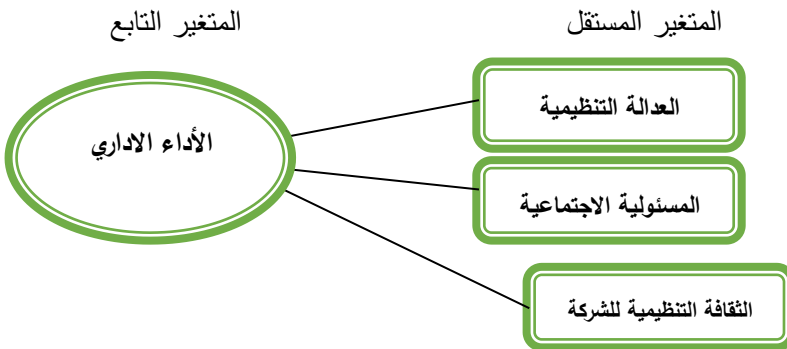 المتغير المستقل
المتغير التابع
العدالة التنظيمية
الأداء الاداري
المسئولية الاجتماعية
الثقافة التنظيمية للشركة